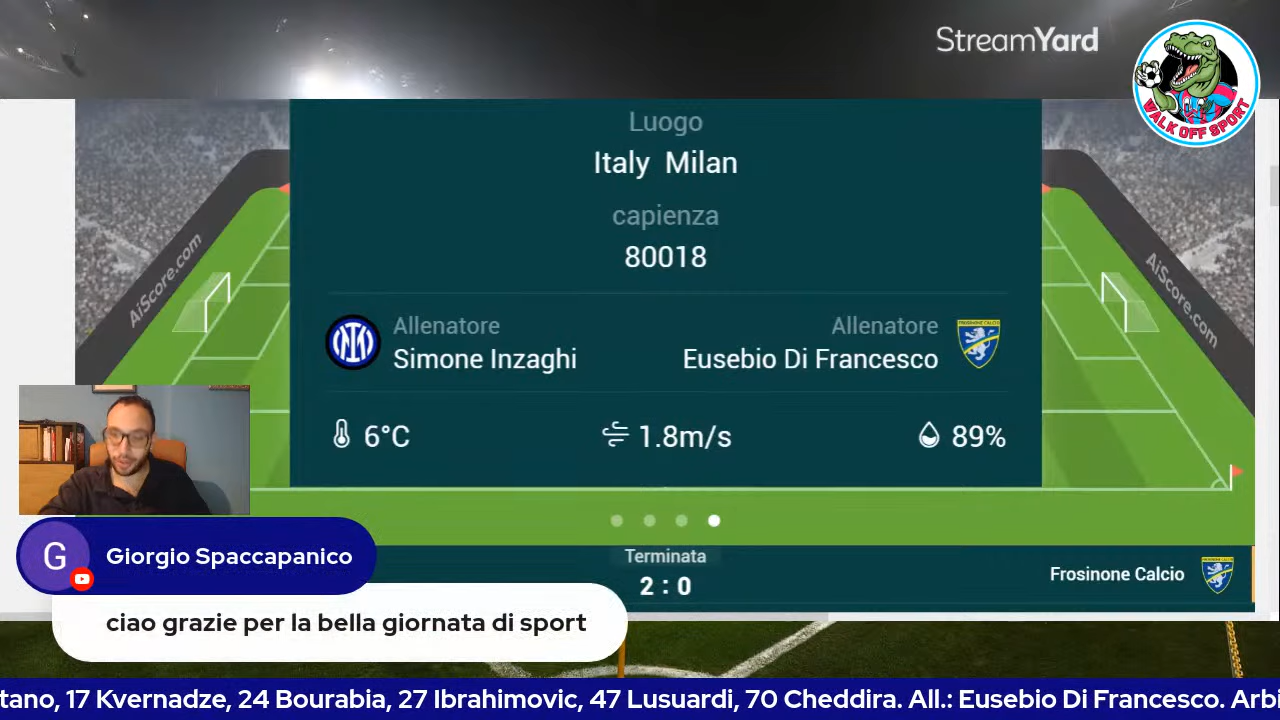 StreamYard
WALK OFF SPORT
Luogo
Italy Milan
capienza
80018
AiScore.com
AiScore.com
Allenatore
Simone Inzaghi
Allenatore
Eusebio Di Francesco
FROSINONE CALCIO
6°C
1.8m/s
89%
Terminata
2 : 0
Frosinone Calcio
G
Giorgio Spaccapanico
ciao grazie per la bella giornata di sport
tano, 17 Kvernadze, 24 Bourabia, 27 Ibrahimovic, 47 Lusuardi, 70 Cheddira. All.: Eusebio Di Francesco. Arbi